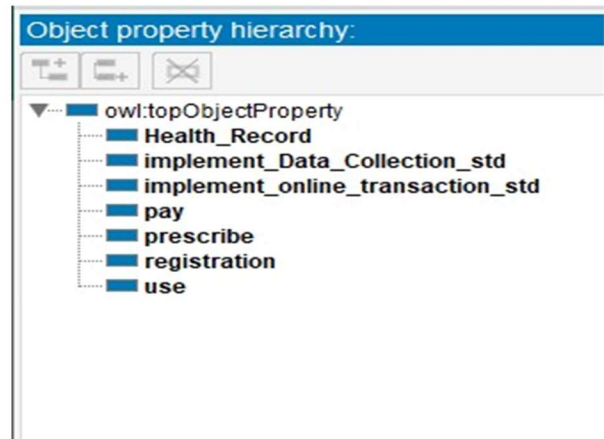 Object property hierarchy:
owl:topObjectProperty
Health_Record
implement_Data_Collection_std
implement_online_transaction_std
pay
prescribe
registration
use